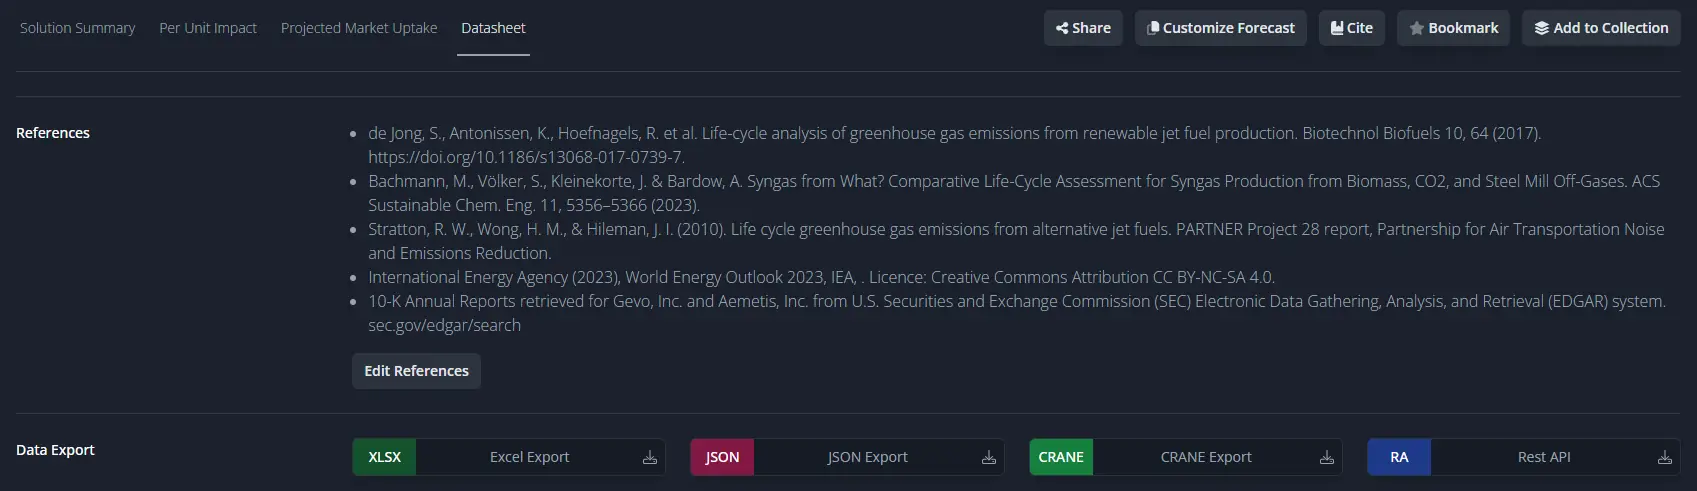 Solution Summary Per Unit Impact Projected Market Uptake Datasheet Share Customize Forecast Cite Bookmark Add to Collection
References
• de Jong, S., Antonissen, K., Hoefnagels, R. et al. Life-cycle analysis of greenhouse gas emissions from renewable jet fuel production. Biotechnol Biofuels 10, 64 (2017).
https://doi.org/10.1186/s13068-017-0739-7.
• Bachmann, M., Völker, S., Kleinekorte, J. & Bardow, A. Syngas from What? Comparative Life-Cycle Assessment for Syngas Production from Biomass, CO2, and Steel Mill Off-Gases. ACS
Sustainable Chem. Eng. 11, 5356–5366 (2023).
• Stratton, R. W., Wong, H. M., & Hileman, J. I. (2010). Life cycle greenhouse gas emissions from alternative jet fuels. PARTNER Project 28 report, Partnership for Air Transportation Noise
and Emissions Reduction.
• International Energy Agency (2023), World Energy Outlook 2023, IEA, . Licence: Creative Commons Attribution CC BY-NC-SA 4.0.
• 10-K Annual Reports retrieved for Gevo, Inc. and Aemetis, Inc. from U.S. Securities and Exchange Commission (SEC) Electronic Data Gathering, Analysis, and Retrieval (EDGAR) system.
sec.gov/edgar/search
Edit References
Data Export
XLSX Excel Export JSON JSON Export CRANE CRANE Export RA Rest API